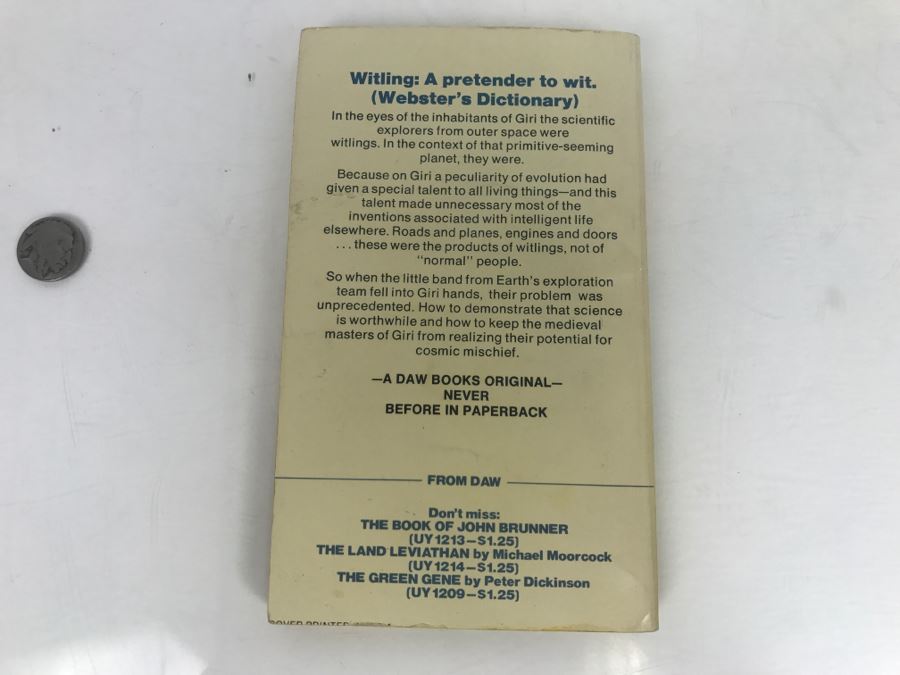 Witling: A pretender to wit.
(Webster's Dictionary)
In the eyes of the inhabitants of Giri the scientific
explorers from outer space were
witlings. In the context of that primitive-seeming
planet, they were.
Because on Giri a peculiarity of evolution had
given a special talent to all living things—and this
talent made unnecessary most of the
inventions associated with intelligent life
elsewhere. Roads and planes, engines and doors
...these were the products of witlings, not of
"normal" people.
So when the little band from Earth's exploration
team fell into Giri hands, their problem was
unprecedented. How to demonstrate that science
is worthwhile and how to keep the medieval
masters of Giri from realizing their potential for
cosmic mischief.
—A DAW BOOKS ORIGINAL—
NEVER
BEFORE IN PAPERBACK
FROM DAW
Don't miss:
THE BOOK OF JOHN BRUNNER
(UY1213—$1.25)
THE LAND LEVIATHAN by Michael Moorcock
(UY1214—$1.25)
THE GREEN GENE by Peter Dickinson
(UY1209—$1.25)
COVER PRINTED